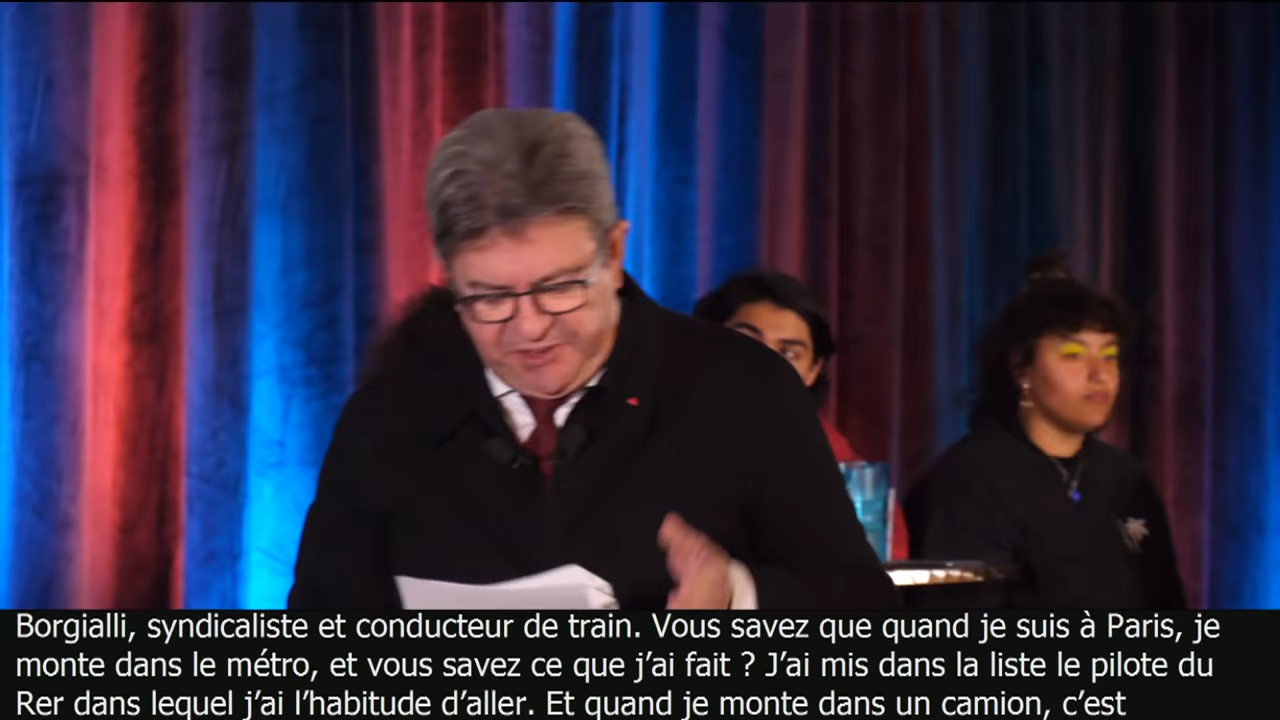 Borgialli, syndicaliste et conducteur de train. Vous savez que quand je suis à Paris, je
monte dans le métro, et vous savez ce que j’ai fait ? J’ai mis dans la liste le pilote du
Rer dans lequel j’ai l’habitude d’aller. Et quand je monte dans un camion, c’est